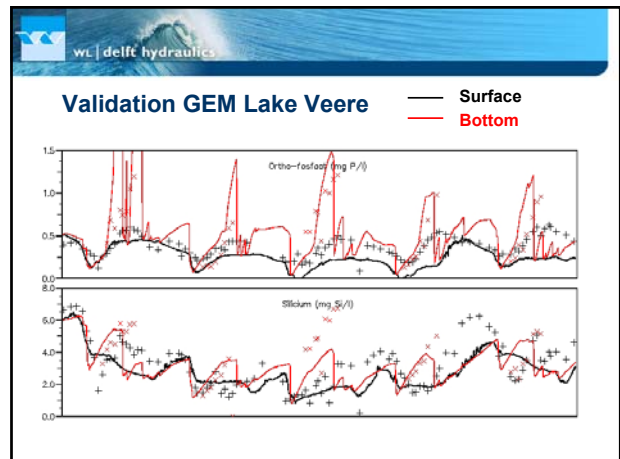 WL | delft hydraulics
Validation GEM Lake Veere
Surface
Bottom
Ortho-fosfaat (mg P/l)
1.5
1.0
0.5
0.0
Silicium (mg Si/l)
8.0
6.0
4.0
2.0
0.0